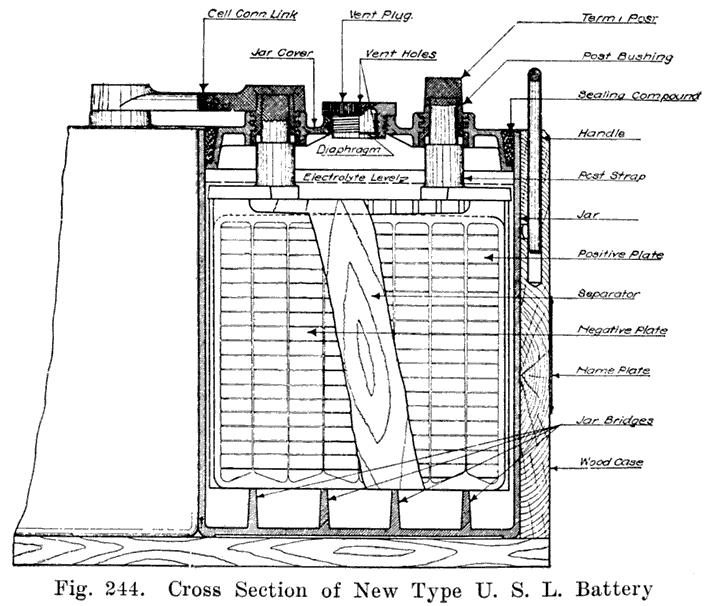 Cell Conn. Link
Vent Plug.
Term'l Post
Jar Cover
Vent Holes
Post Bushing
Sealing Compound
Diaphragm
Handle
Electrolyte Level
Post Strap
Jar
Positive Plate
Separator
Negative Plate
Name Plate
Jar Bridges
Wood Case
Fig. 244. Cross Section of New Type U. S. L. Battery